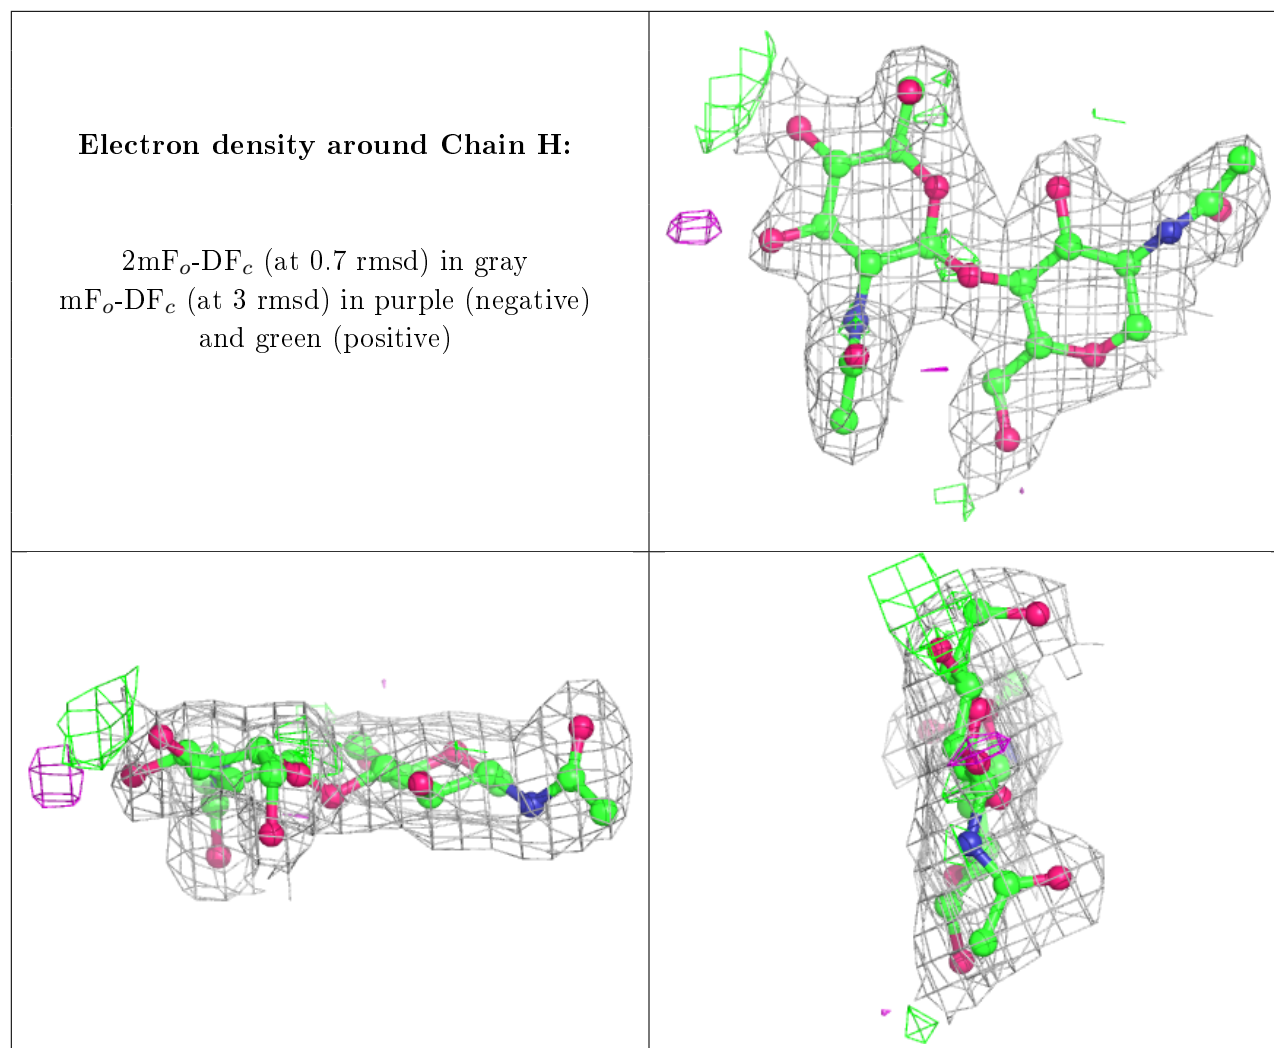 Electron density around Chain H:
2mFo-DFc (at 0.7 rmsd) in gray
mFo-DFc (at 3 rmsd) in purple (negative)
and green (positive)